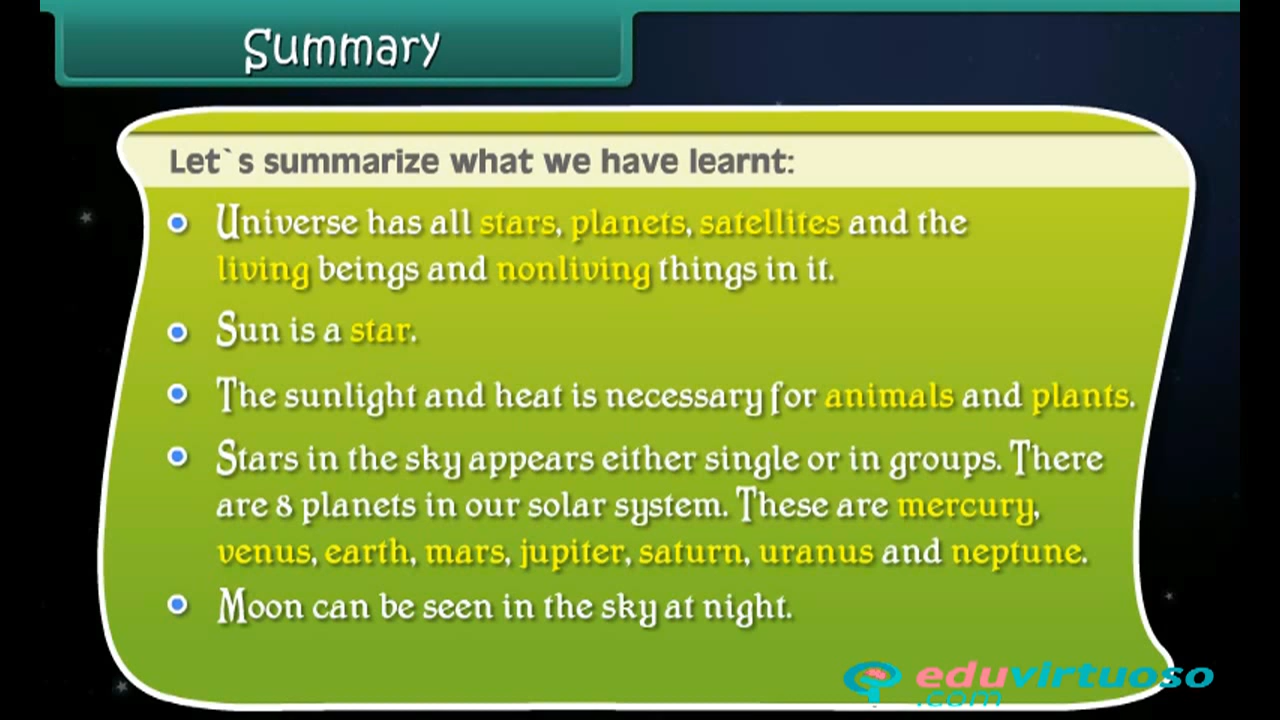 Summary
Let`s summarize what we have learnt:
Universe has all stars, planets, satellites and the
living beings and nonliving things in it.
Sun is a star.
The sunlight and heat is necessary for animals and plants.
Stars in the sky appears either single or in groups. There
are 8 planets in our solar system. These are mercury,
venus, earth, mars, jupiter, saturn, uranus and neptune.
Moon can be seen in the sky at night.
eduvirtuoso
.com